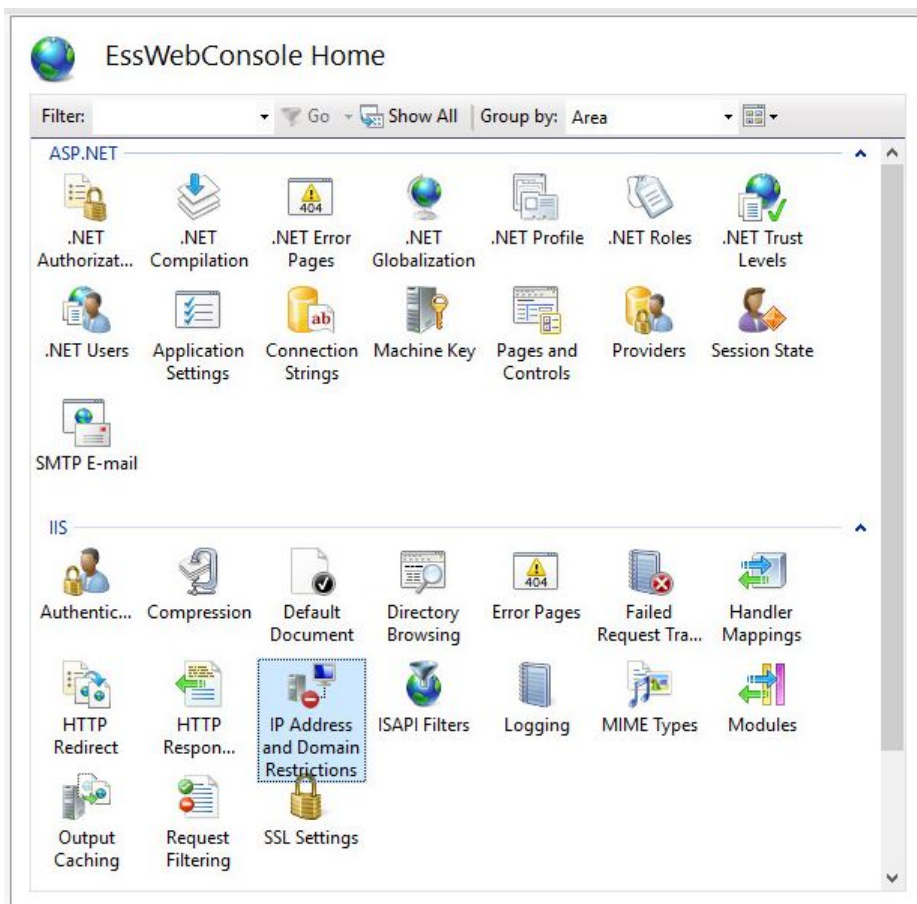 EssWebConsole Home
Filter: Go Show All Group by: Area
ASP.NET
404
.NET Authorizat...
.NET Compilation
.NET Error Pages
.NET Globalization
.NET Profile
.NET Roles
.NET Trust Levels
ab
.NET Users
Application Settings
Connection Strings
Machine Key
Pages and Controls
Providers
Session State
SMTP E-mail
IIS
404
Authentic...
Compression
Default Document
Directory Browsing
Error Pages
Failed Request Tra...
Handler Mappings
HTTP Redirect
HTTP Respon...
IP Address and Domain Restrictions
ISAPI Filters
Logging
MIME Types
Modules
Output Caching
Request Filtering
SSL Settings